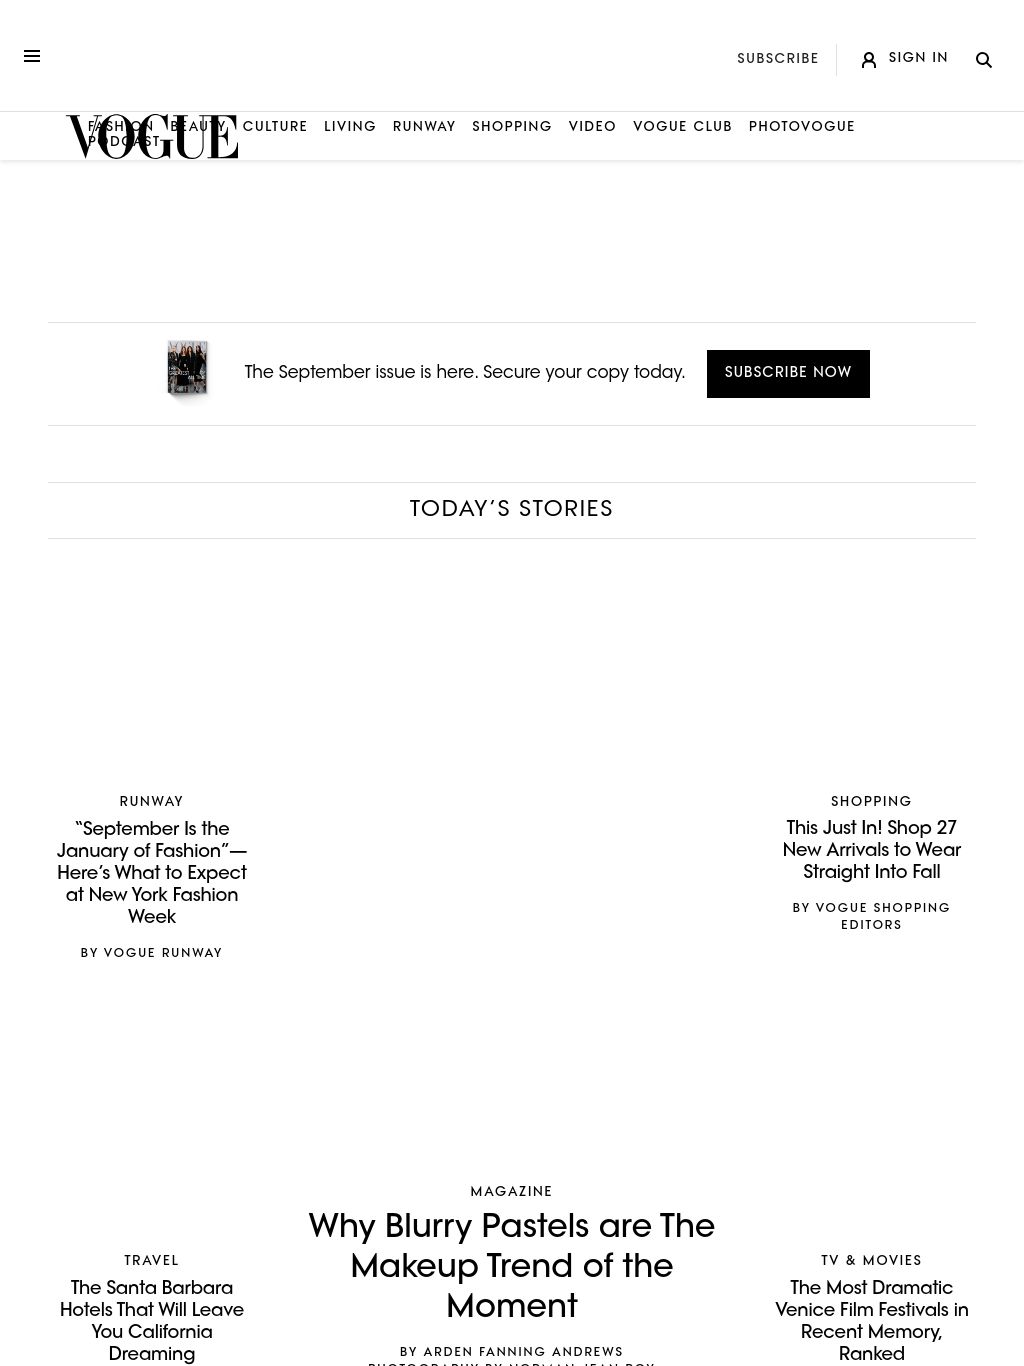 SUBSCRIBE
SIGN IN
VOGUE
FASHION BEAUTY CULTURE LIVING RUNWAY SHOPPING VIDEO VOGUE CLUB PHOTOVOGUE
PODCAST
The September issue is here. Secure your copy today.
SUBSCRIBE NOW
TODAY’S STORIES
RUNWAY
“September Is the
January of Fashion”—
Here’s What to Expect
at New York Fashion
Week
BY VOGUE RUNWAY
SHOPPING
This Just In! Shop 27
New Arrivals to Wear
Straight Into Fall
BY VOGUE SHOPPING
EDITORS
MAGAZINE
Why Blurry Pastels are The
Makeup Trend of the
Moment
BY ARDEN FANNING ANDREWS
PHOTOGRAPHY BY NORMAN JEAN ROY
TRAVEL
The Santa Barbara
Hotels That Will Leave
You California
Dreaming
TV & MOVIES
The Most Dramatic
Venice Film Festivals in
Recent Memory,
Ranked